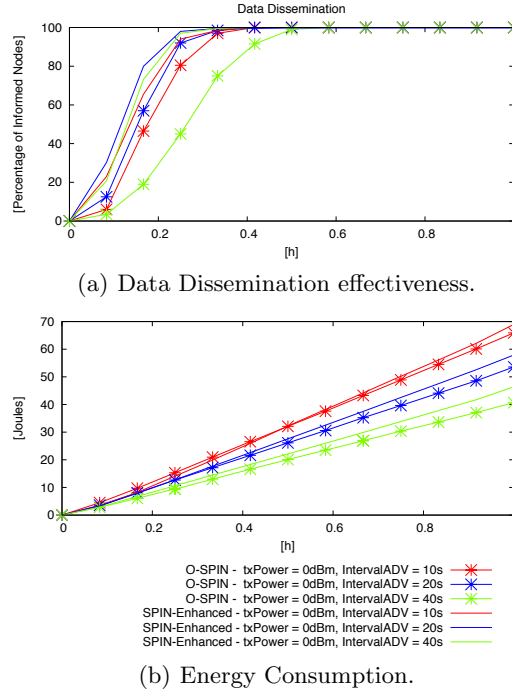 Data Dissemination
[Percentage of Informed Nodes]
100
80
60
40
20
0
0 0.2 0.4 0.6 0.8
[h]
(a) Data Dissemination effectiveness.
[Joules]
70
60
50
40
30
20
10
0
0 0.2 0.4 0.6 0.8
[h]
O-SPIN - txPower = 0dBm, IntervalADV = 10s
O-SPIN - txPower = 0dBm, IntervalADV = 20s
O-SPIN - txPower = 0dBm, IntervalADV = 40s
SPIN-Enhanced - txPower = 0dBm, IntervalADV = 10s
SPIN-Enhanced - txPower = 0dBm, IntervalADV = 20s
SPIN-Enhanced - txPower = 0dBm, IntervalADV = 40s
(b) Energy Consumption.